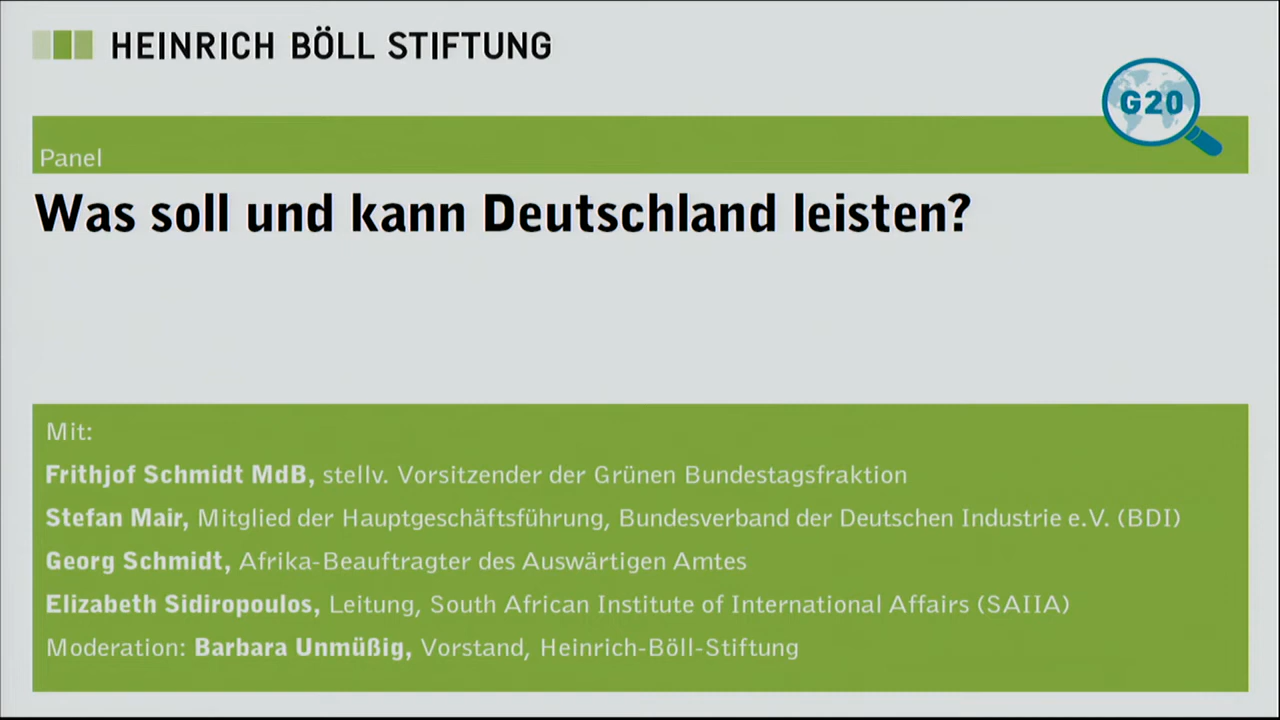 HEINRICH BÖLL STIFTUNG
G20
Panel
Was soll und kann Deutschland leisten?
Mit:
Frithjof Schmidt MdB, stellv. Vorsitzender der Grünen Bundestagsfraktion
Stefan Mair, Mitglied der Hauptgeschäftsführung, Bundesverband der Deutschen Industrie e.V. (BDI)
Georg Schmidt, Afrika-Beauftragter des Auswärtigen Amtes
Elizabeth Sidiropoulos, Leitung, South African Institute of International Affairs (SAIIA)
Moderation: Barbara Unmüßig, Vorstand, Heinrich-Böll-Stiftung